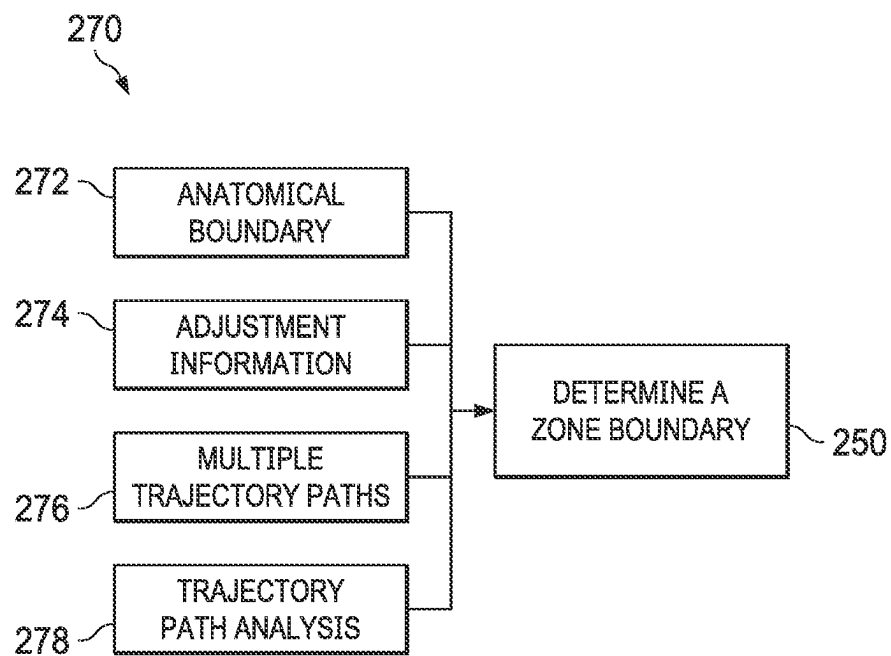 270
272
ANATOMICAL
BOUNDARY
274
ADJUSTMENT
INFORMATION
276
MULTIPLE
TRAJECTORY PATHS
278
TRAJECTORY
PATH ANALYSIS
DETERMINE A
ZONE BOUNDARY
250